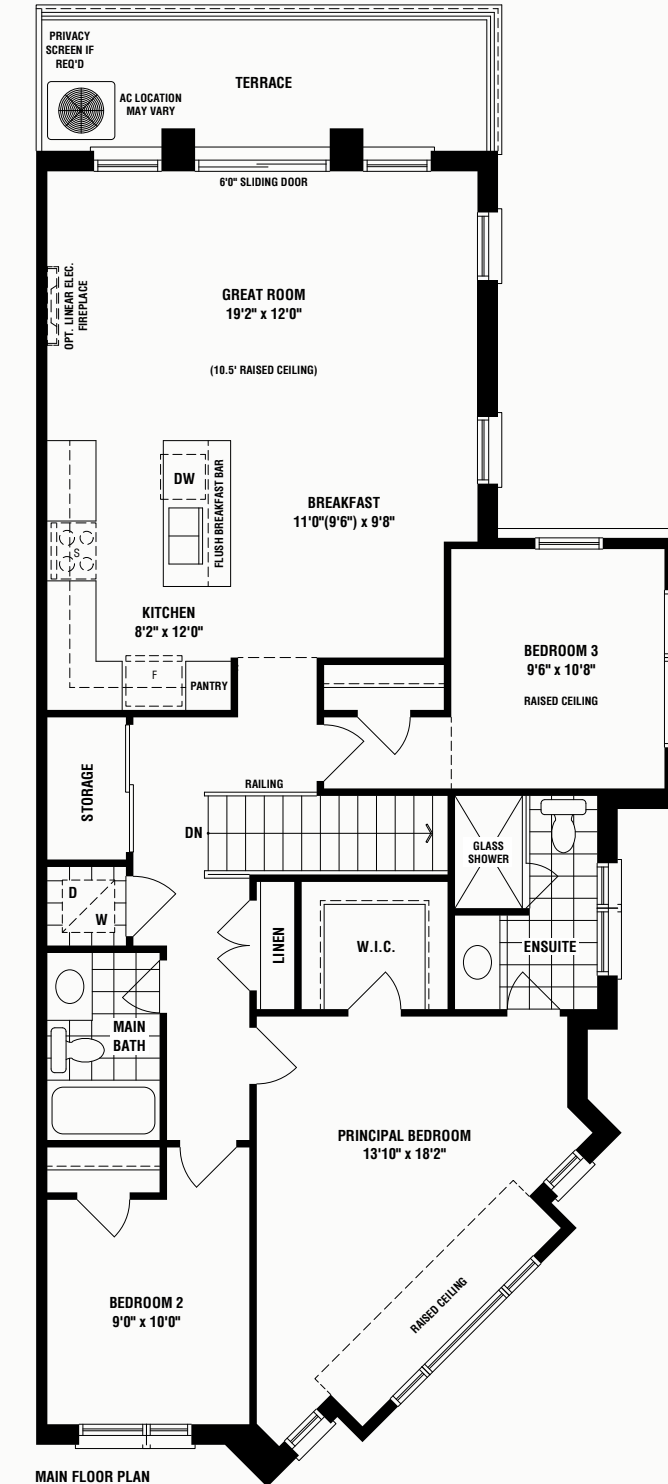 PRIVACY
SCREEN IF
REQ'D
TERRACE
AC LOCATION
MAY VARY
6'0" SLIDING DOOR
OPT. LINEAR ELEC.
FIREPLACE
GREAT ROOM
19'2" x 12'0"
(10.5' RAISED CEILING)
DW
FLUSH BREAKFAST BAR
BREAKFAST
11'0"(9'6") x 9'8"
S
KITCHEN
8'2" x 12'0"
F
PANTRY
BEDROOM 3
9'6" x 10'8"
RAISED CEILING
STORAGE
RAILING
DN
GLASS
SHOWER
D
W
LINEN
W.I.C.
ENSUITE
MAIN
BATH
PRINCIPAL BEDROOM
13'10" x 18'2"
BEDROOM 2
9'0" x 10'0"
RAISED CEILING
MAIN FLOOR PLAN